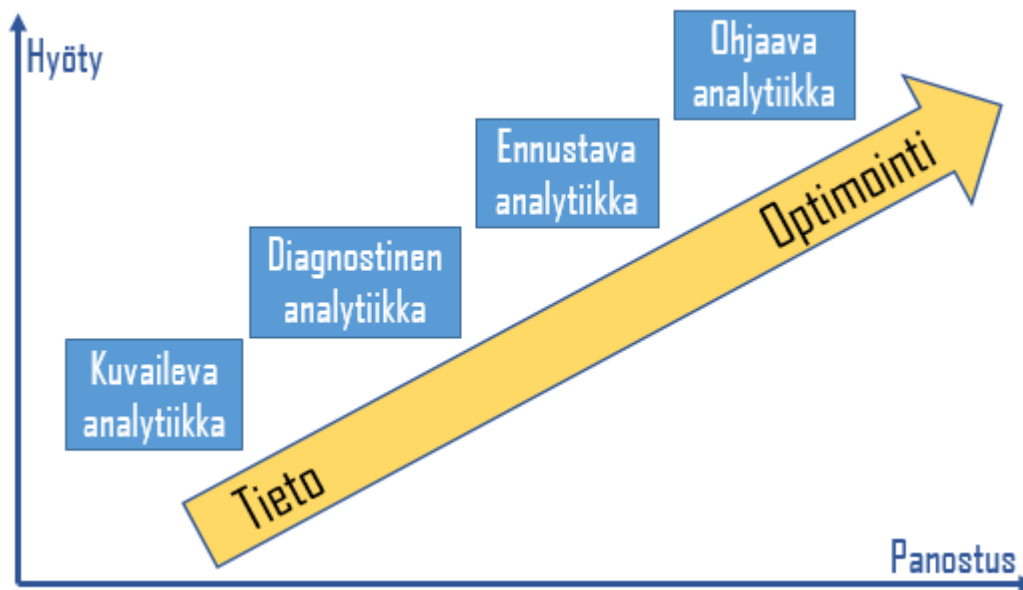 Hyöty
Ohjaava
analytiikka
Ennustava
analytiikka
Optimointi
Diagnostinen
analytiikka
Kuvaileva
analytiikka
Tieto
Panostus